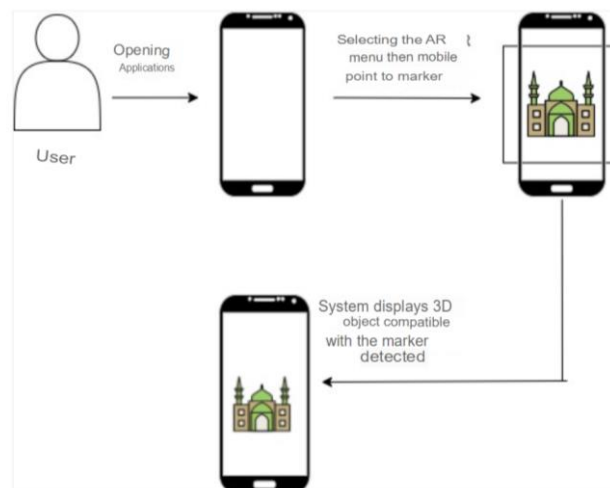 Opening
Applications
Selecting the AR
menu then mobile
point to marker
User
System displays 3D
object compatible
with the marker
detected